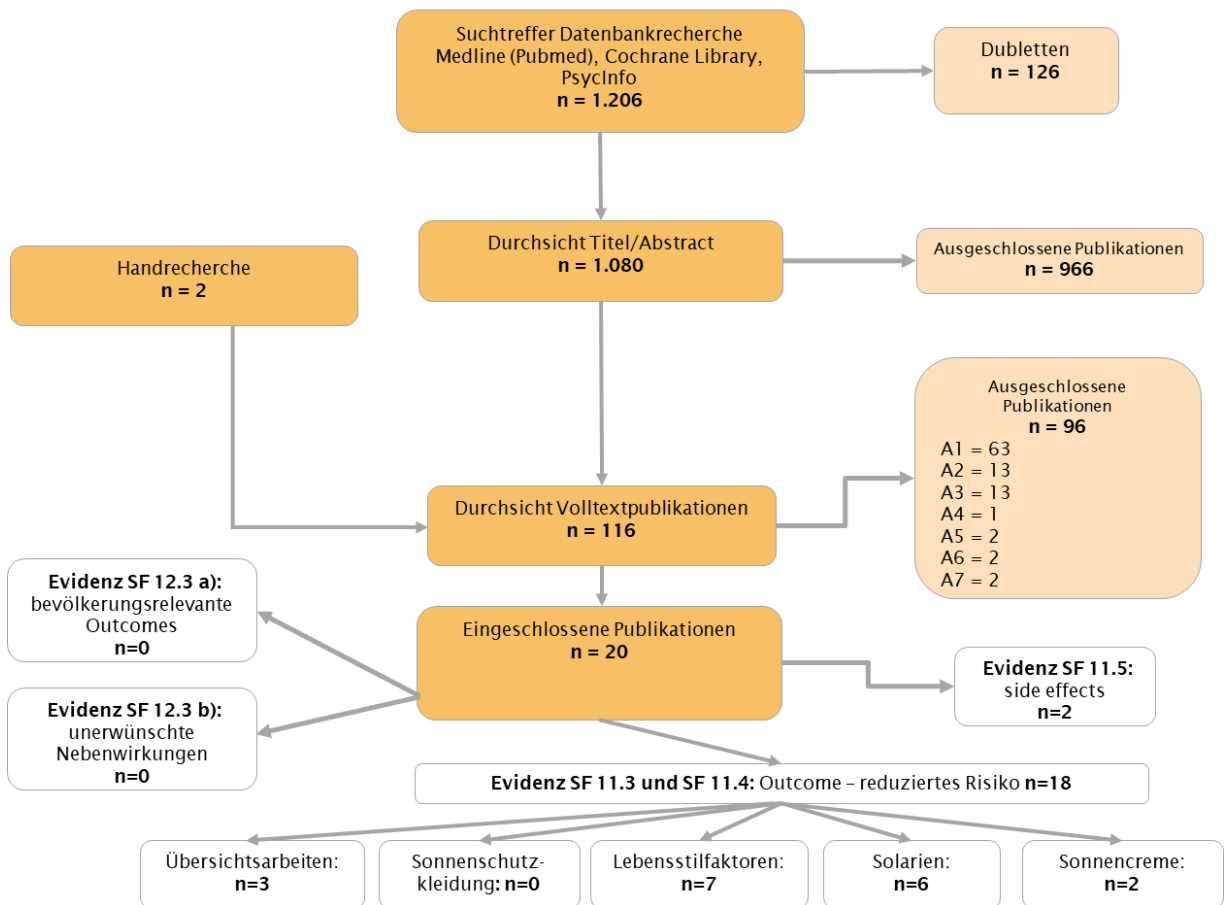 Suchtreffer Datenbankrecherche
Medline (Pubmed), Cochrane Library,
PsycInfo
n = 1.206
Dubletten
n = 126
Durchsicht Titel/Abstract
n = 1.080
Ausgeschlossene Publikationen
n = 966
Handrecherche
n = 2
Ausgeschlossene
Publikationen
n = 96
A1 = 63
A2 = 13
A3 = 13
A4 = 1
A5 = 2
A6 = 2
A7 = 2
Durchsicht Volltextpublikationen
n = 116
Evidenz SF 12.3 a):
bevölkerungsrelevante
Outcomes
n=0
Eingeschlossene Publikationen
n = 20
Evidenz SF 11.5:
side effects
n=2
Evidenz SF 12.3 b):
unerwünschte
Nebenwirkungen
n=0
Evidenz SF 11.3 und SF 11.4: Outcome – reduziertes Risiko n=18
Übersichtsarbeiten:
n=3
Sonnenschutz-
kleidung: n=0
Lebensstilfaktoren:
n=7
Solarien:
n=6
Sonnencreme:
n=2